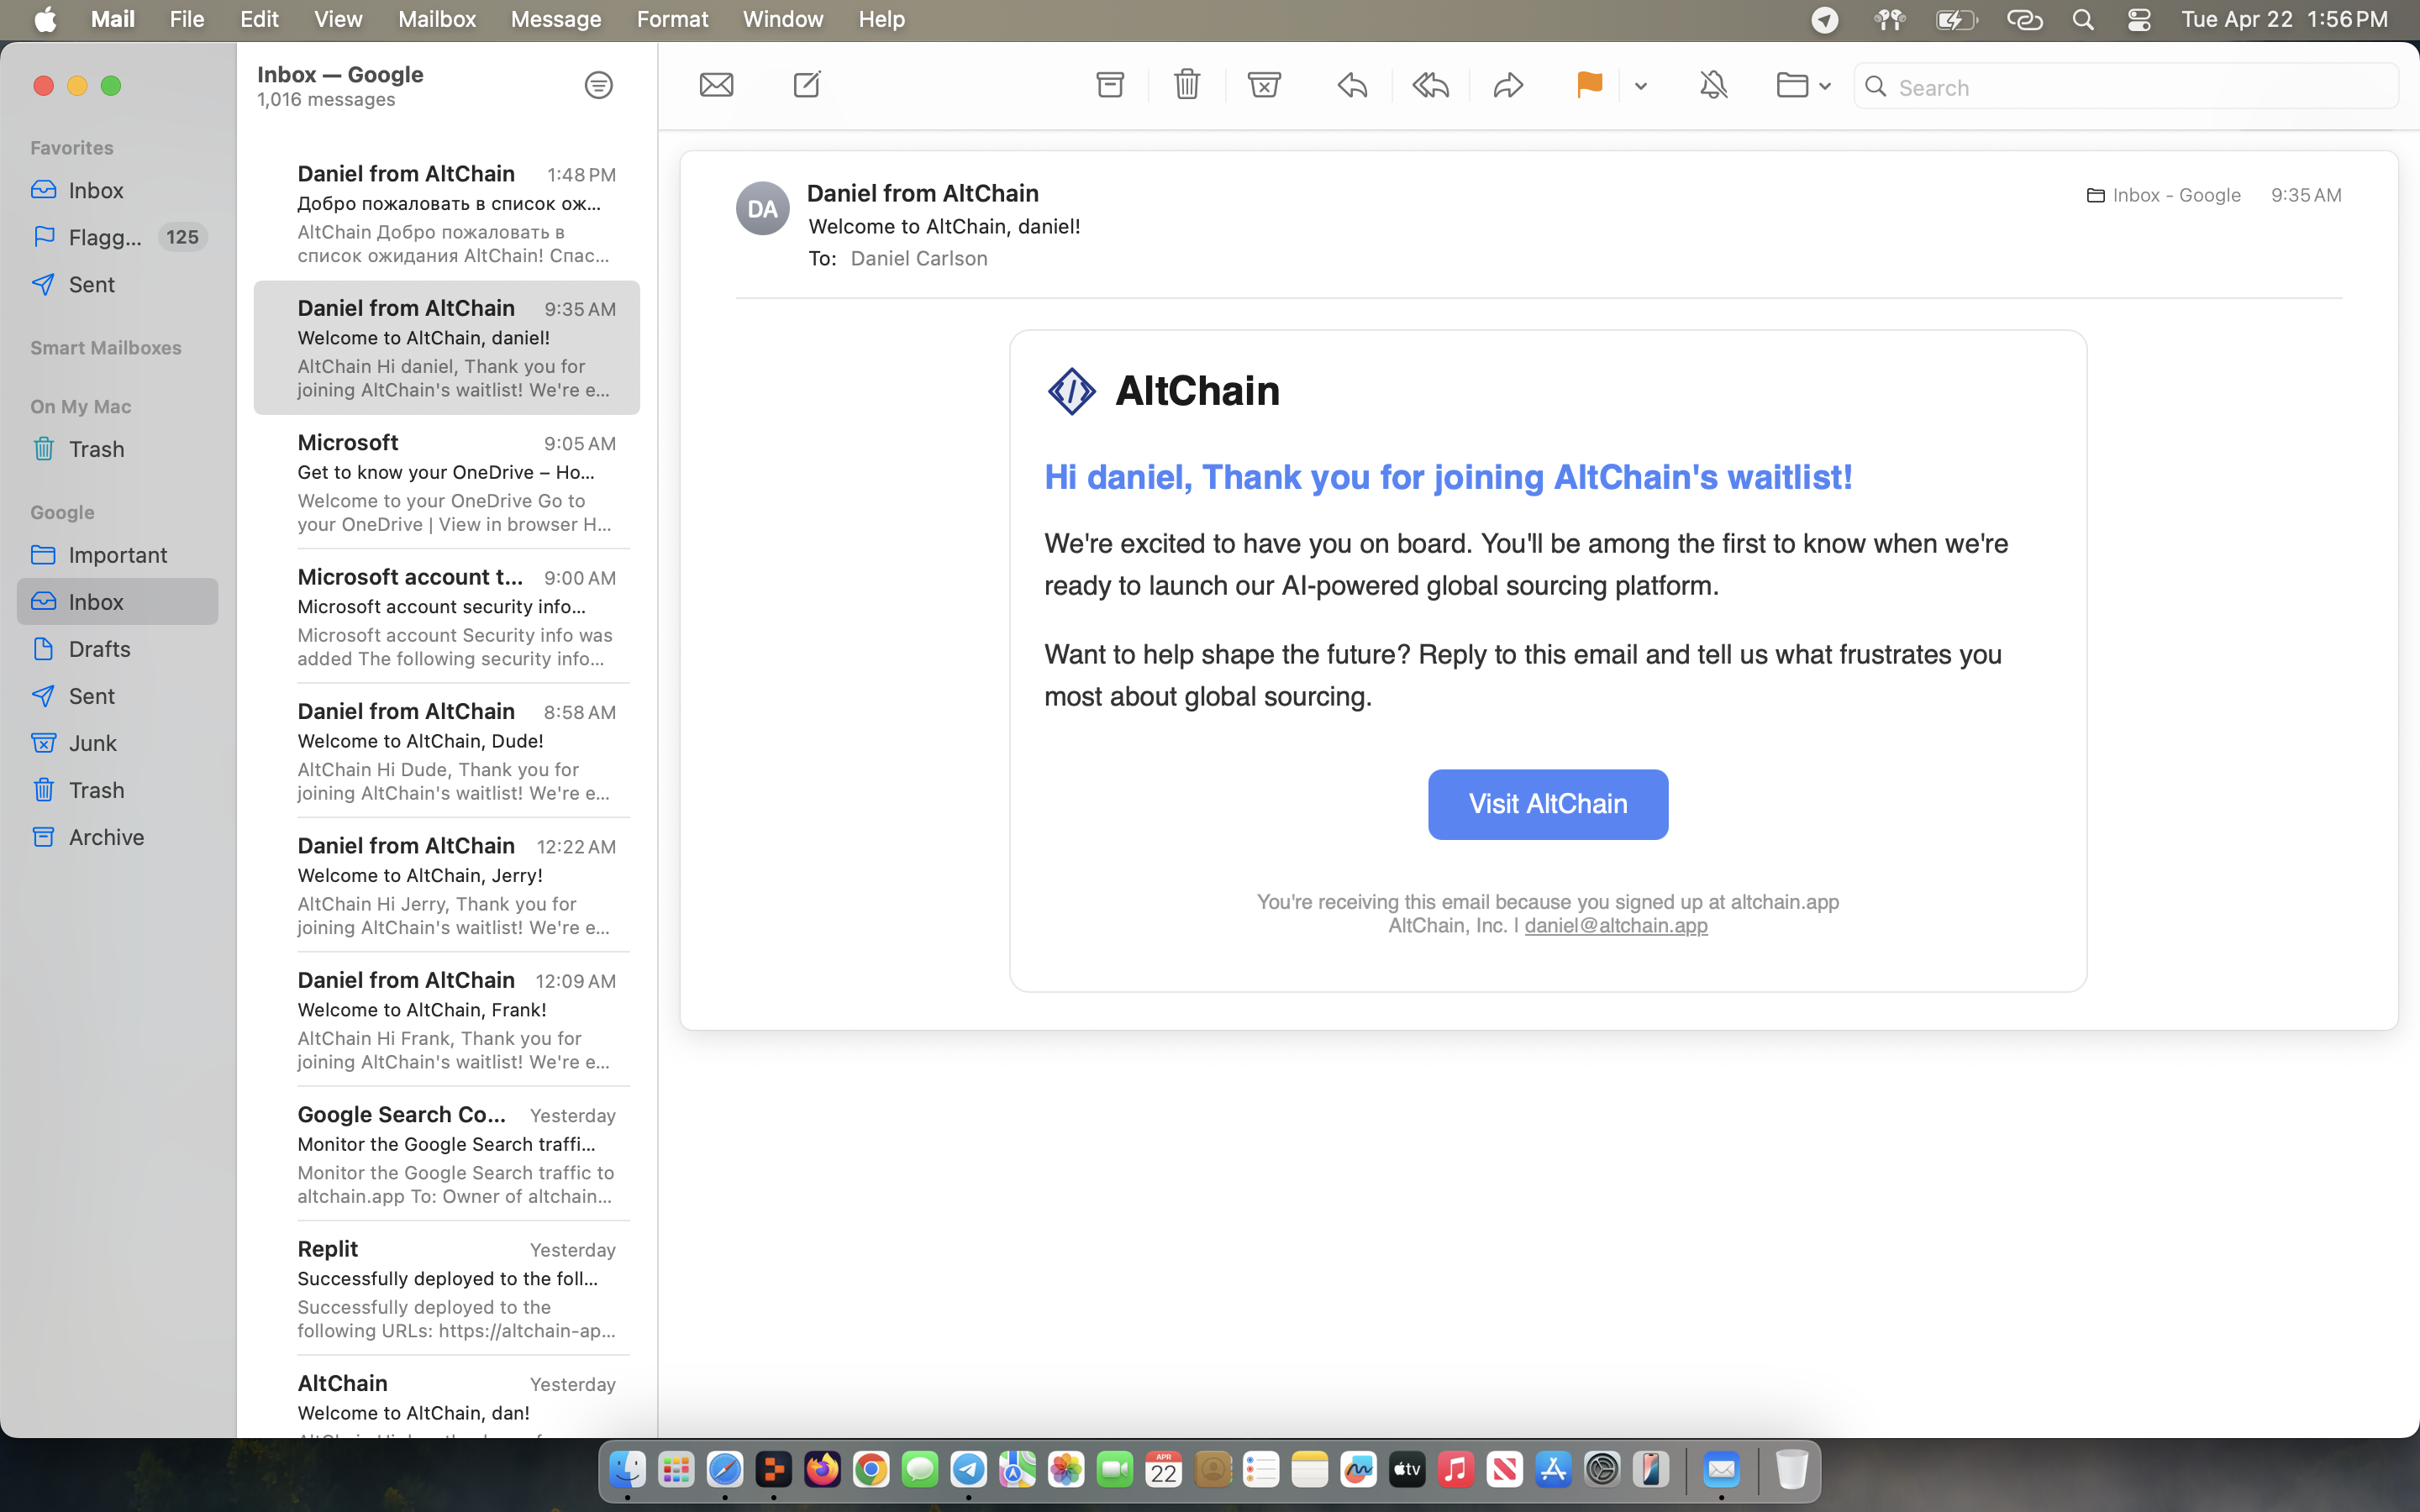 Mail File Edit View Mailbox Message Format Window Help
Tue Apr 22 1:56 PM
Favorites
Inbox
Flagg... 125
Sent
Smart Mailboxes
On My Mac
Trash
Google
Important
Inbox
Drafts
Sent
Junk
Trash
Archive
Inbox — Google
1,016 messages
Daniel from AltChain 1:48 PM
Добро пожаловать в список ож...
AltChain Добро пожаловать в
список ожидания AltChain! Спас...
Daniel from AltChain 9:35 AM
Welcome to AltChain, daniel!
AltChain Hi daniel, Thank you for
joining AltChain's waitlist! We're e...
Microsoft 9:05 AM
Get to know your OneDrive – Ho...
Welcome to your OneDrive Go to
your OneDrive | View in browser H...
Microsoft account t... 9:00 AM
Microsoft account security info...
Microsoft account Security info was
added The following security info...
Daniel from AltChain 8:58 AM
Welcome to AltChain, Dude!
AltChain Hi Dude, Thank you for
joining AltChain's waitlist! We're e...
Daniel from AltChain 12:22 AM
Welcome to AltChain, Jerry!
AltChain Hi Jerry, Thank you for
joining AltChain's waitlist! We're e...
Daniel from AltChain 12:09 AM
Welcome to AltChain, Frank!
AltChain Hi Frank, Thank you for
joining AltChain's waitlist! We're e...
Google Search Co... Yesterday
Monitor the Google Search traffi...
Monitor the Google Search traffic to
altchain.app To: Owner of altchain...
Replit Yesterday
Successfully deployed to the foll...
Successfully deployed to the
following URLs: https://altchain-ap...
AltChain Yesterday
Welcome to AltChain, dan!
Search
DA
Daniel from AltChain
Inbox - Google 9:35 AM
Welcome to AltChain, daniel!
To: Daniel Carlson
AltChain
Hi daniel, Thank you for joining AltChain's waitlist!
We're excited to have you on board. You'll be among the first to know when we're
ready to launch our AI-powered global sourcing platform.
Want to help shape the future? Reply to this email and tell us what frustrates you
most about global sourcing.
Visit AltChain
You're receiving this email because you signed up at altchain.app
AltChain, Inc. | daniel@altchain.app
APR
22
tv